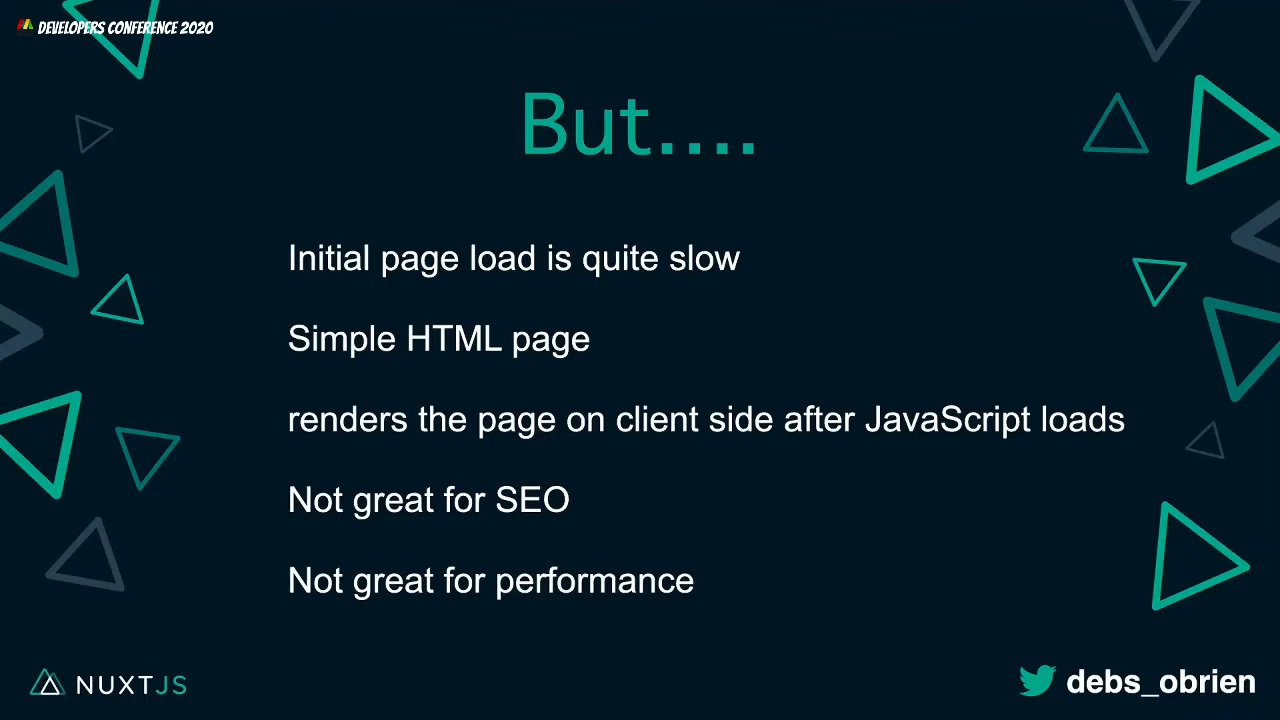 DEVELOPERS CONFERENCE 2020
But....
Initial page load is quite slow
Simple HTML page
renders the page on client side after JavaScript loads
Not great for SEO
Not great for performance
NUXTJS
debs_obrien